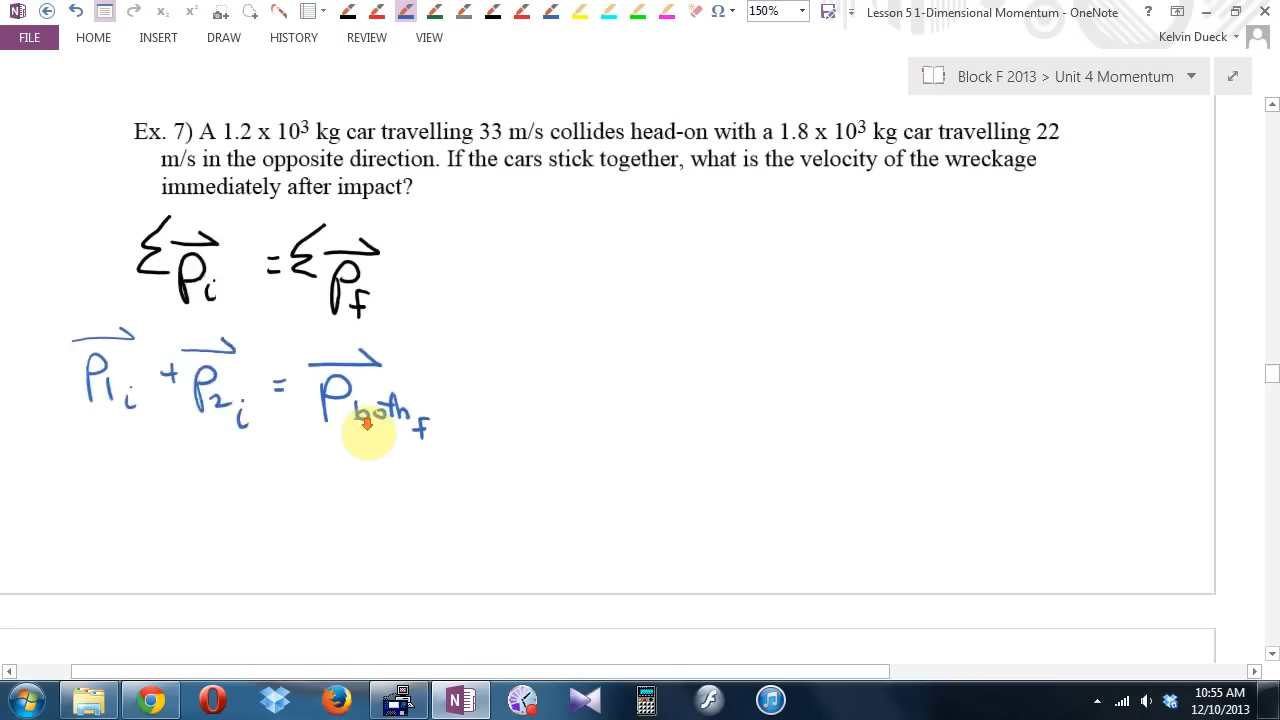 150%
Lesson 5 1-Dimensional Momentum - OneNote
FILE HOME INSERT DRAW HISTORY REVIEW VIEW
Kelvin Dueck
Block F 2013 > Unit 4 Momentum
Ex. 7) A 1.2 x 10³ kg car travelling 33 m/s collides head-on with a 1.8 x 10³ kg car travelling 22
m/s in the opposite direction. If the cars stick together, what is the velocity of the wreckage
immediately after impact?
Σp⃗i = Σp⃗f
p⃗1i + p⃗2i = p⃗both f
10:55 AM
12/10/2013